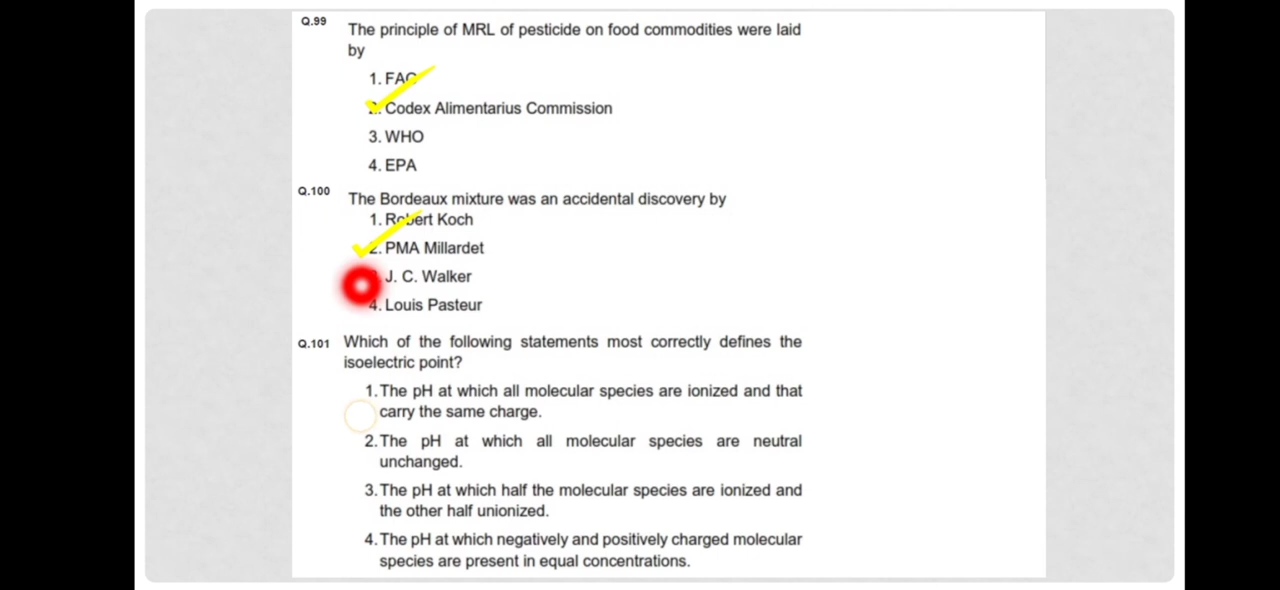 Q.99 The principle of MRL of pesticide on food commodities were laid
by
1. FAO
2. Codex Alimentarius Commission
3. WHO
4. EPA
Q.100 The Bordeaux mixture was an accidental discovery by
1. Robert Koch
2. PMA Millardet
J. C. Walker
4. Louis Pasteur
Q.101 Which of the following statements most correctly defines the
isoelectric point?
1. The pH at which all molecular species are ionized and that
carry the same charge.
2. The pH at which all molecular species are neutral
unchanged.
3. The pH at which half the molecular species are ionized and
the other half unionized.
4. The pH at which negatively and positively charged molecular
species are present in equal concentrations.